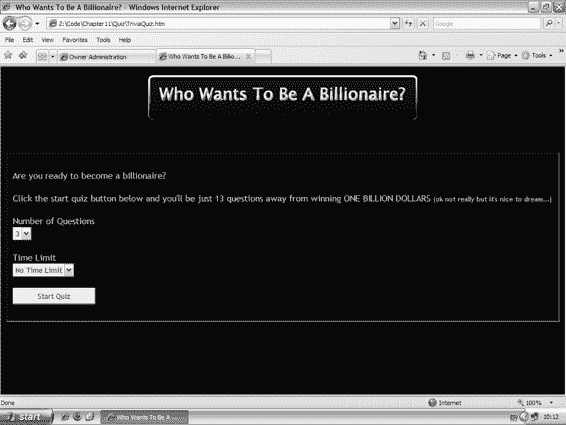 Who Wants To Be A Billionaire? - Windows Internet Explorer
Z:\Code\Chapter11\Quiz\TriviaQuiz.htm
Google
File Edit View Favorites Tools Help
Owner Administration
Who Wants To Be A Billio...
Page
Tools
Who Wants To Be A Billionaire?
Are you ready to become a billionaire?
Click the start quiz button below and you'll be just 13 questions away from winning ONE BILLION DOLLARS (ok not really but it's nice to dream...)
Number of Questions
3
Time Limit
No Time Limit
Start Quiz
Done
Internet
100%
start
Who Wants To Be A ...
EN
10:12